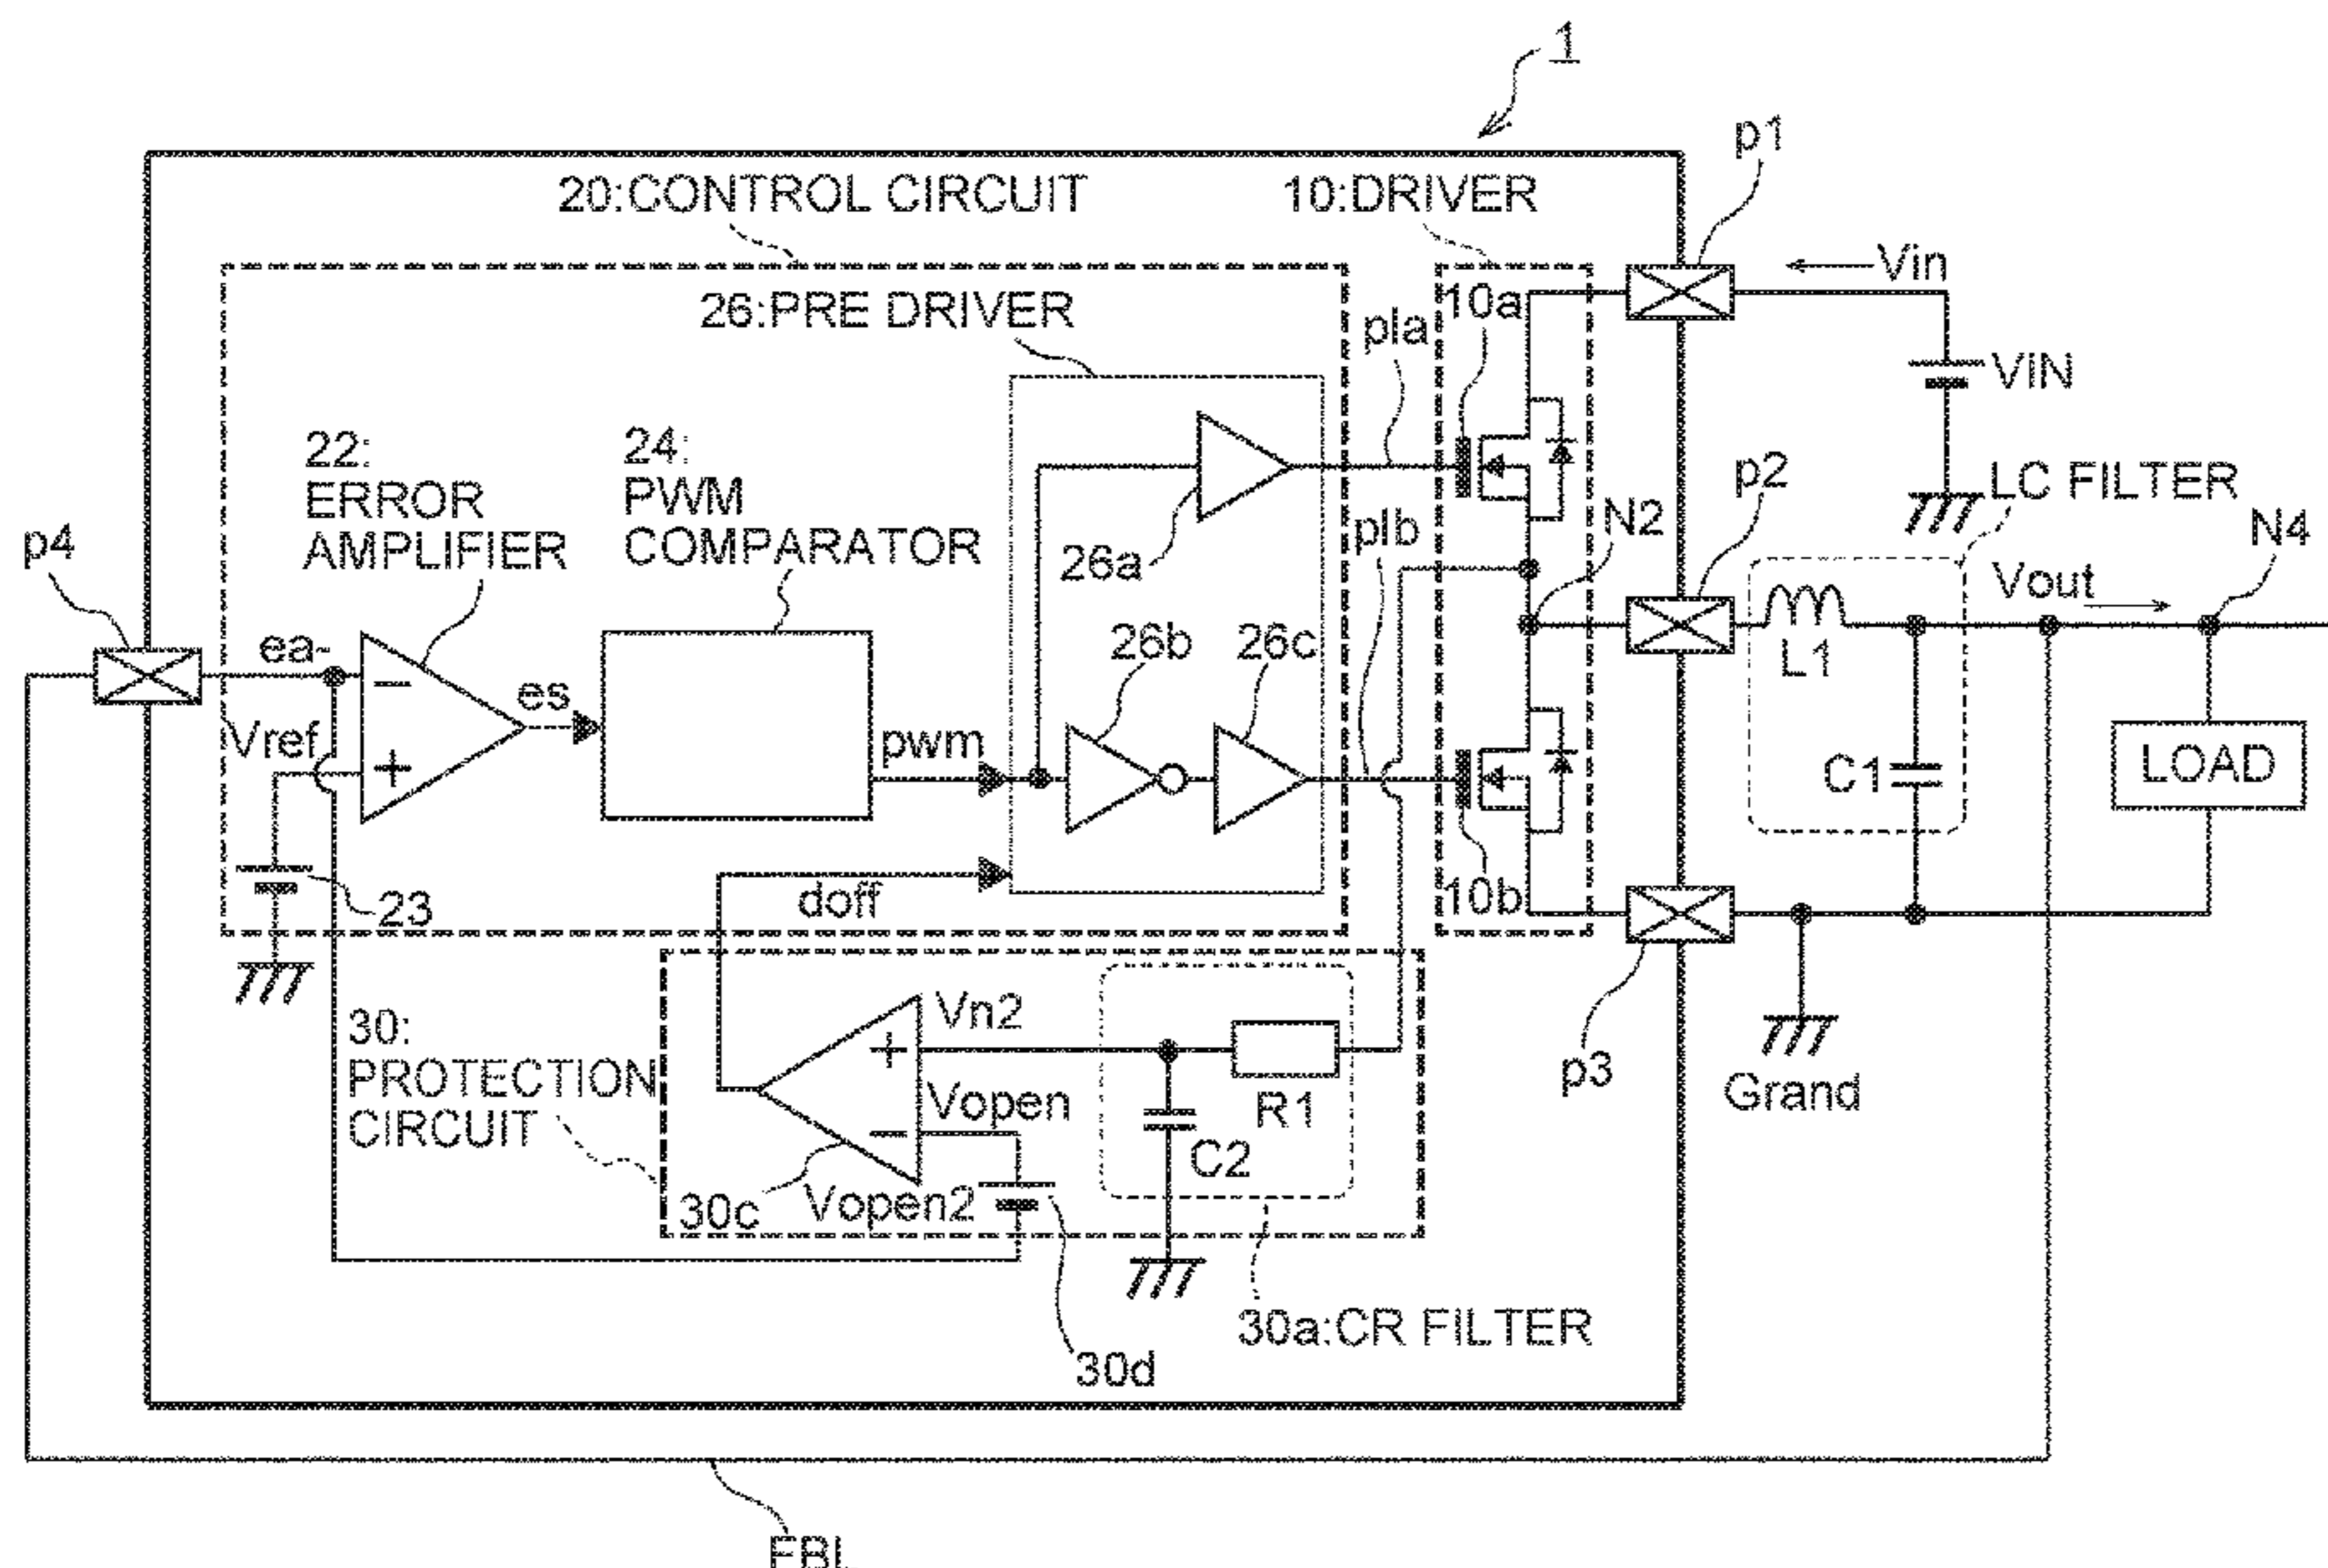 1
p1
20:CONTROL CIRCUIT
10:DRIVER
Vin
26:PRE DRIVER
10a
pla
VIN
22:
ERROR
AMPLIFIER
24:
PWM
COMPARATOR
LC FILTER
p2
N2
N4
p4
plb
26a
Vout
ea-
26b
26c
L1
es
Vref
pwm
C1
LOAD
-
+
23
doff
10b
30:
PROTECTION
CIRCUIT
Vn2
+
Vopen
-
R1
C2
p3
Grand
30c
Vopen2
30a:CR FILTER
30d
FBL